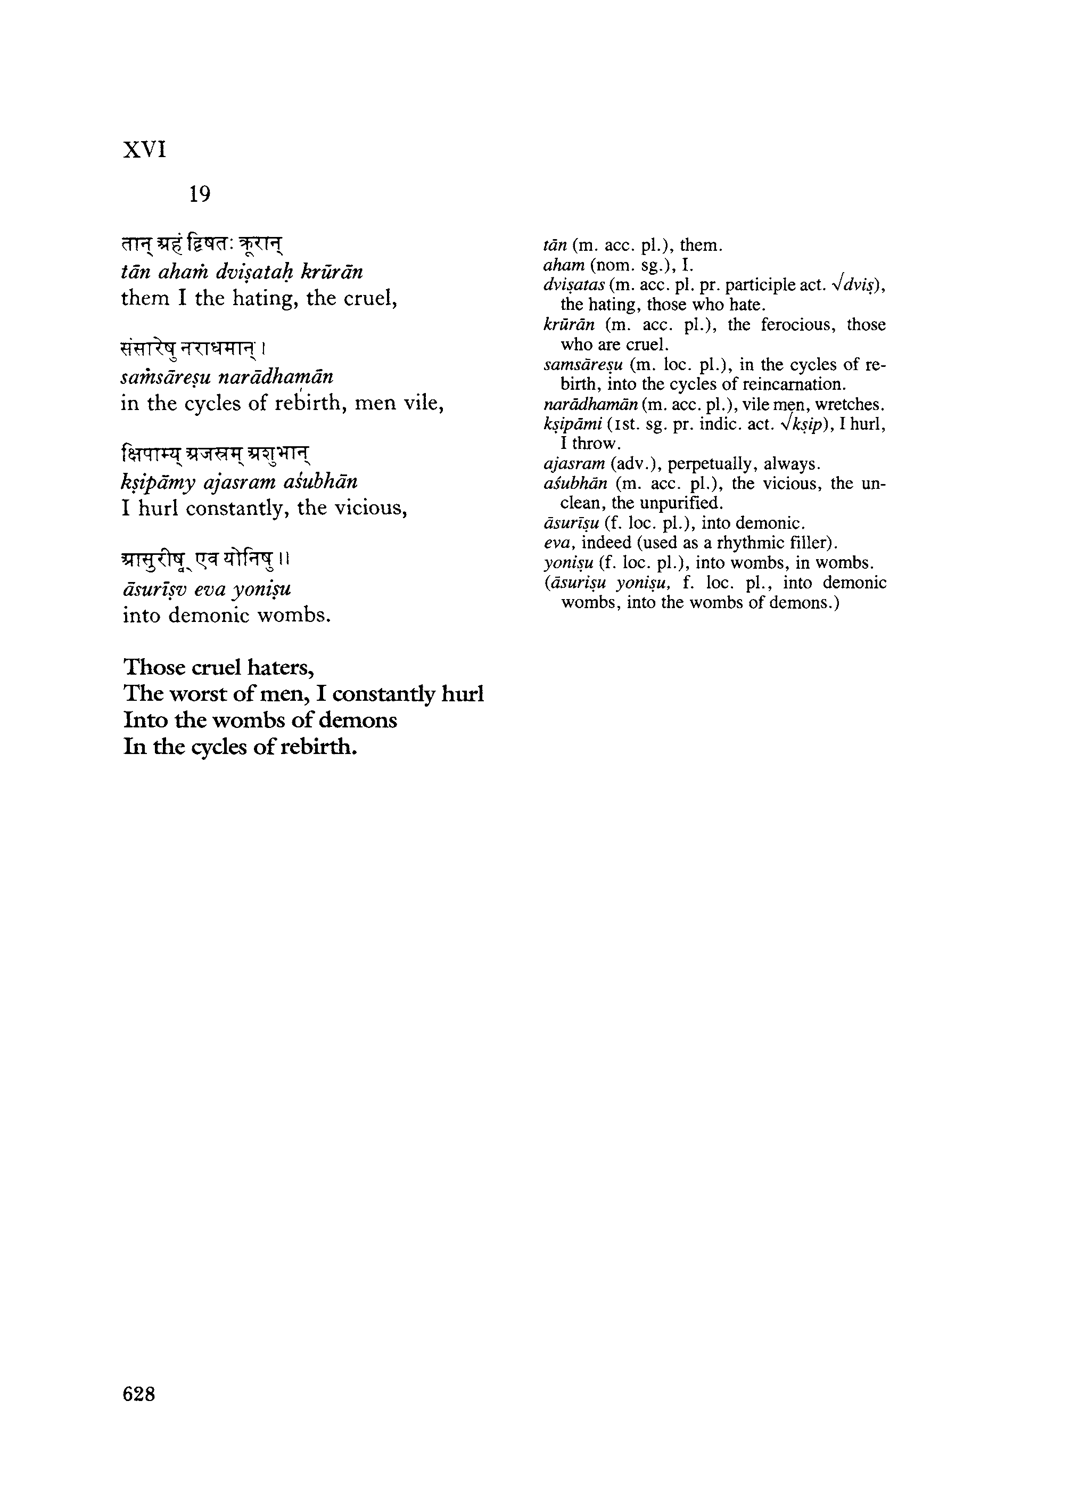 XVI
19
तान् अहं द्विषतः क्रूरान्
tān ahaṁ dviṣataḥ krūrān
them I the hating, the cruel,
संसारेषु नराधमान् ।
saṁsāreṣu narādhamān
in the cycles of rebirth, men vile,
क्षिपाम्य् अजस्रम् अशुभान्
kṣipāmy ajasram aśubhān
I hurl constantly, the vicious,
आसुरीष्व् एव योनिषु ।।
āsurīṣv eva yoniṣu
into demonic wombs.
Those cruel haters,
The worst of men, I constantly hurl
Into the wombs of demons
In the cycles of rebirth.
tān (m. acc. pl.), them.
aham (nom. sg.), I.
dviṣatas (m. acc. pl. pr. participle act. √dviṣ),
the hating, those who hate.
krūrān (m. acc. pl.), the ferocious, those
who are cruel.
samsāreṣu (m. loc. pl.), in the cycles of re-
birth, into the cycles of reincarnation.
narādhamān (m. acc. pl.), vile men, wretches.
kṣipāmi (1st. sg. pr. indic. act. √kṣip), I hurl,
I throw.
ajasram (adv.), perpetually, always.
aśubhān (m. acc. pl.), the vicious, the un-
clean, the unpurified.
āsurīṣu (f. loc. pl.), into demonic.
eva, indeed (used as a rhythmic filler).
yoniṣu (f. loc. pl.), into wombs, in wombs.
(āsuriṣu yoniṣu, f. loc. pl., into demonic
wombs, into the wombs of demons.)
628